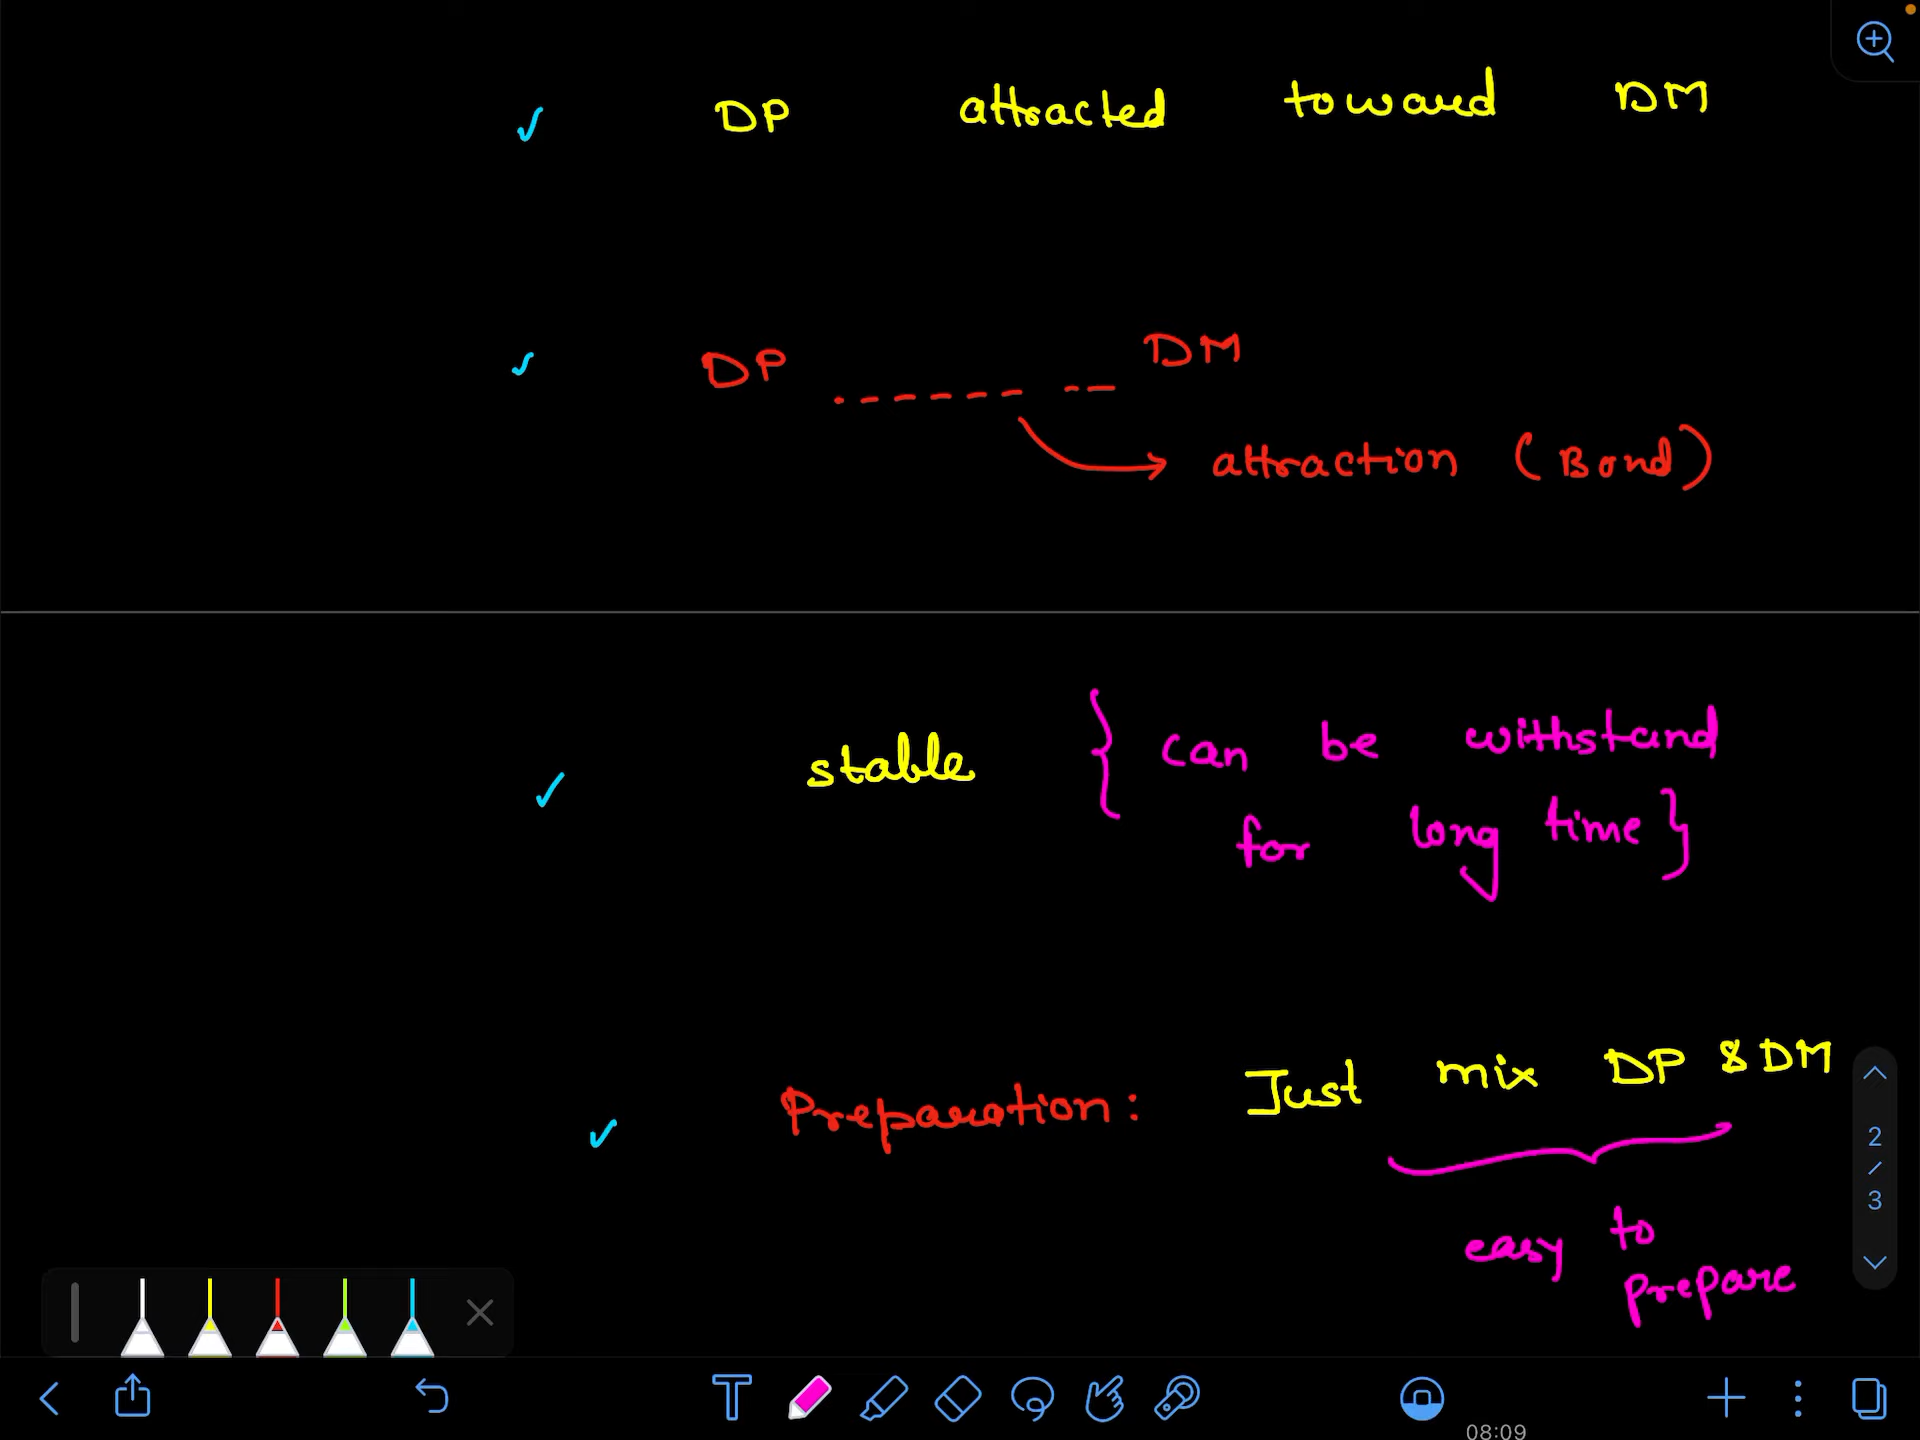 ✓ DP attracted toward DM
✓ DP ------- -- DM
→ attraction (Bond)
✓ stable { can be withstand
for long time }
✓ Preparation : Just mix DP & DM
easy to
prepare
2
/
3
T
08:09